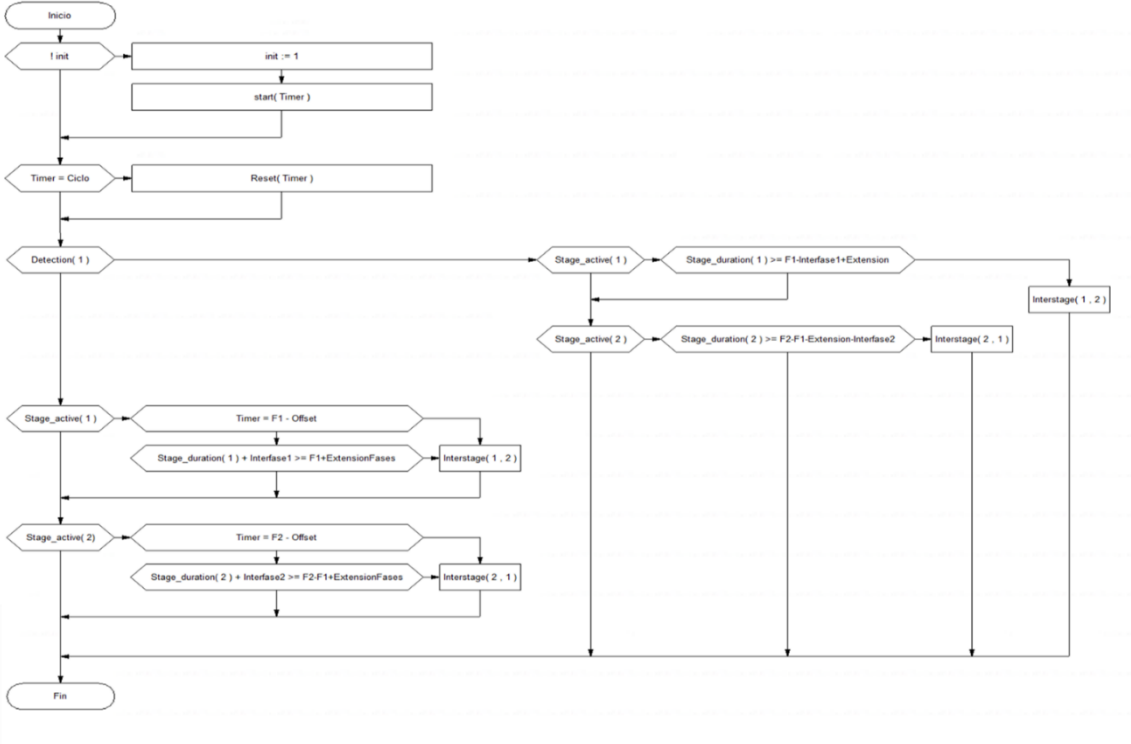 Inicio
! init
init := 1
start( Timer )
Timer = Ciclo
Reset( Timer )
Detection( 1 )
Stage_active( 1 )
Stage_duration( 1 ) >= F1-Interfase1+Extension
Interstage( 1 , 2 )
Stage_active( 2 )
Stage_duration( 2 ) >= F2-F1-Extension-Interfase2
Interstage( 2 , 1 )
Stage_active( 1 )
Timer = F1 - Offset
Stage_duration( 1 ) + Interfase1 >= F1+ExtensionFases
Interstage( 1 , 2 )
Stage_active( 2)
Timer = F2 - Offset
Stage_duration( 2 ) + Interfase2 >= F2-F1+ExtensionFases
Interstage( 2 , 1 )
Fin